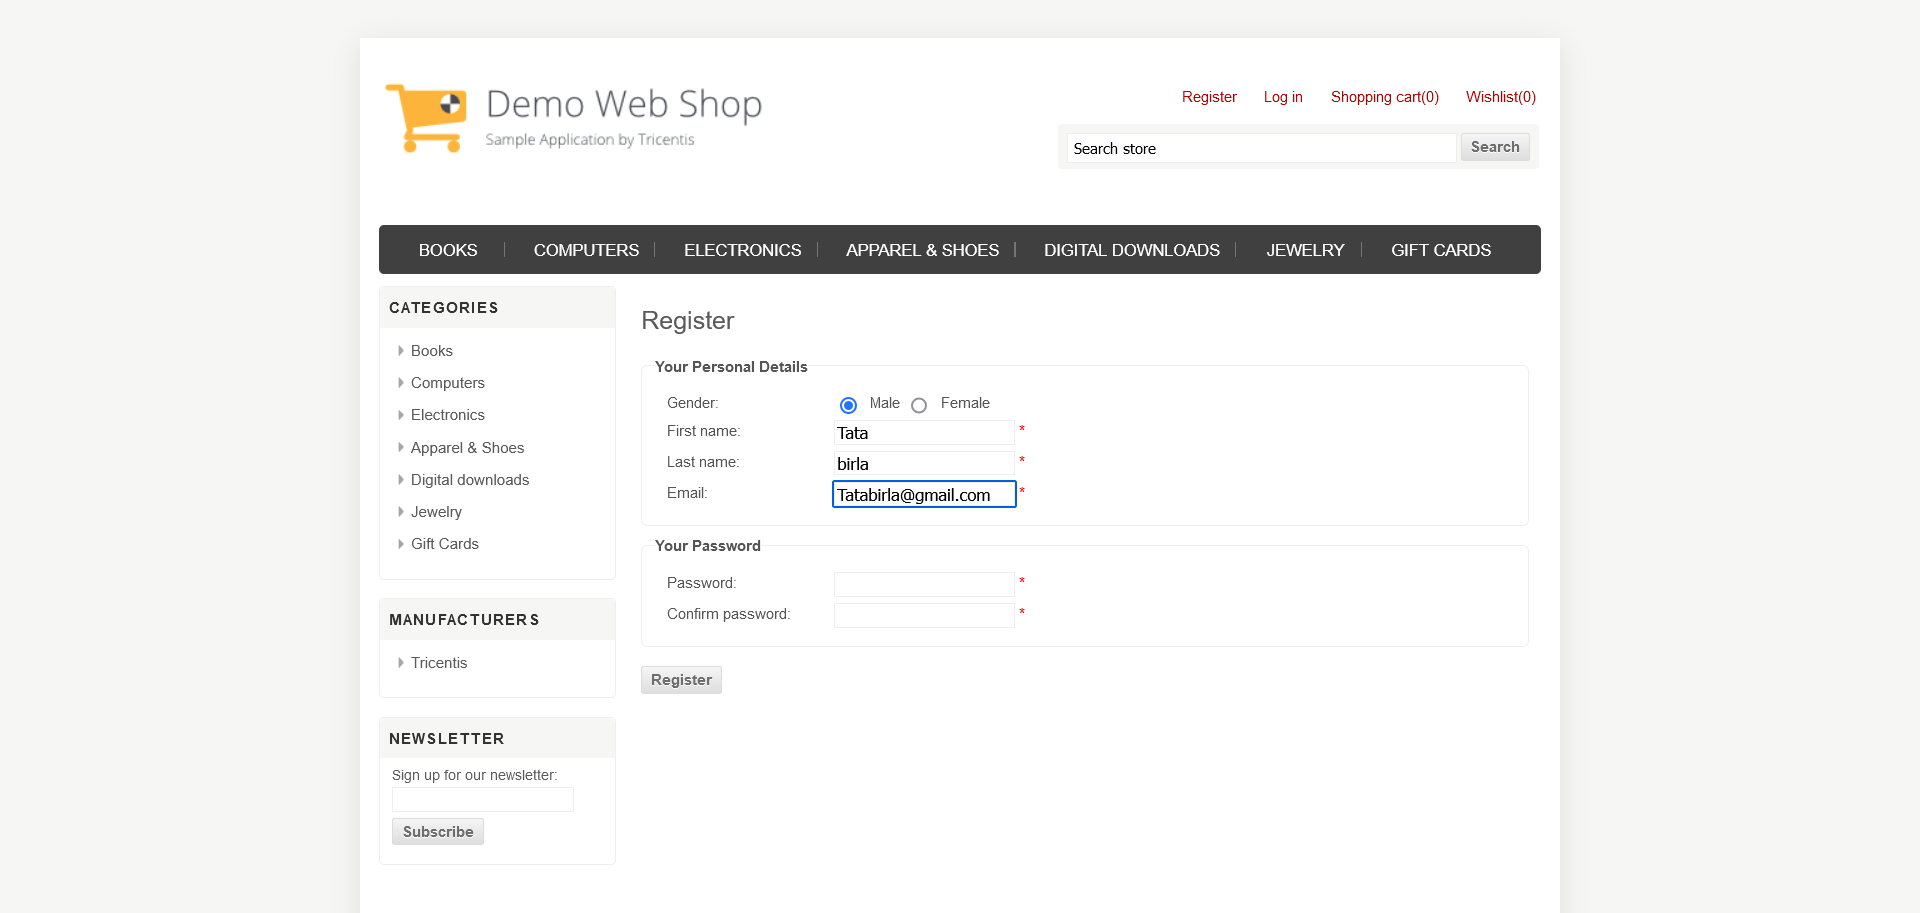 Demo Web Shop
Sample Application by Tricentis
Register Log in Shopping cart(0) Wishlist(0)
Search store Search
BOOKS COMPUTERS ELECTRONICS APPAREL & SHOES DIGITAL DOWNLOADS JEWELRY GIFT CARDS
CATEGORIES
Books
Computers
Electronics
Apparel & Shoes
Digital downloads
Jewelry
Gift Cards
MANUFACTURERS
Tricentis
NEWSLETTER
Sign up for our newsletter:
Subscribe
Register
Your Personal Details
Gender: Male Female
First name: Tata *
Last name: birla *
Email: Tatabirla@gmail.com *
Your Password
Password: *
Confirm password: *
Register